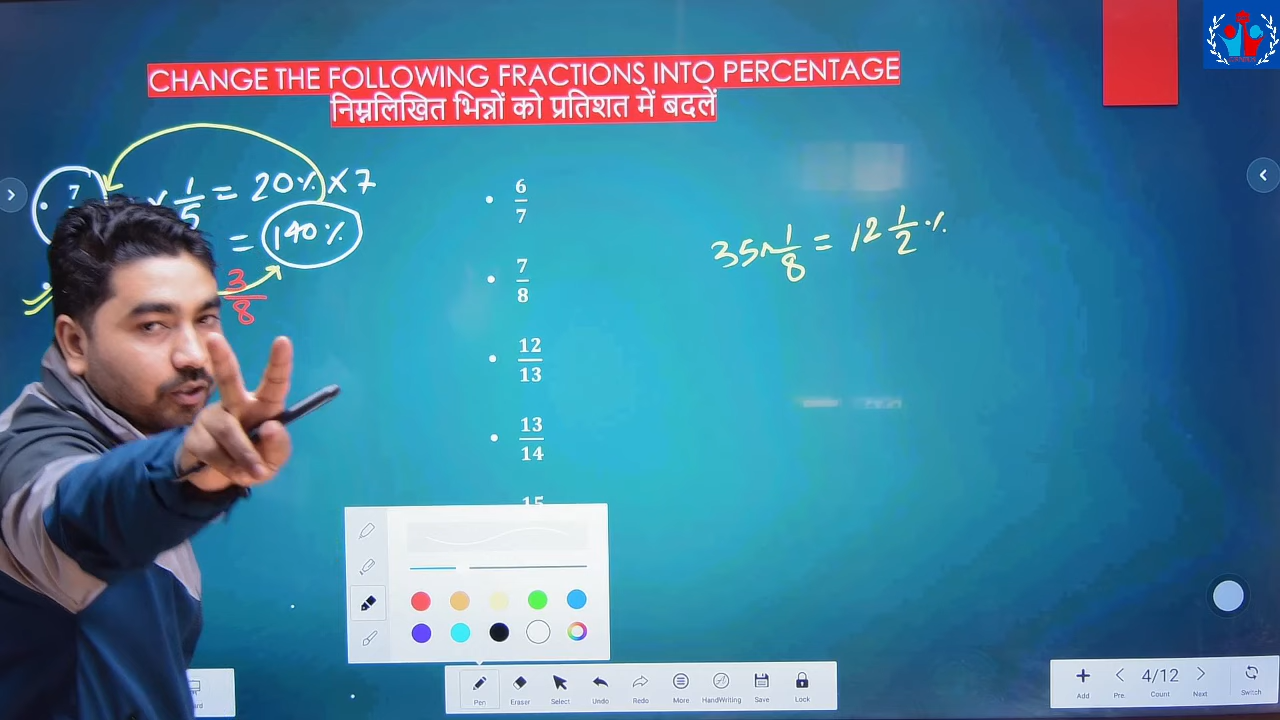 CHANGE THE FOLLOWING FRACTIONS INTO PERCENTAGE
निम्नलिखित भिन्नों को प्रतिशत में बदलें
7
× 1/5 = 20% × 7
= 140%
3/8
• 6/7
• 7/8
• 12/13
• 13/14
15
35 × 1/8 = 12 1/2 %
Pen
Eraser
Select
Undo
Redo
More
HandWriting
Save
Lock
Add
Pre.
4/12
Count
Next
Switch